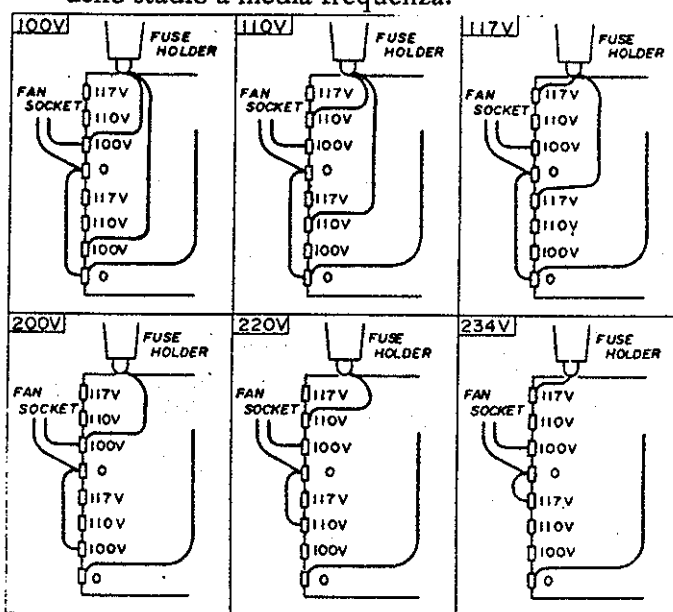 dello stadio a media frequenza.
100V
FUSE
HOLDER
FAN
SOCKET
117V
110V
100V
0
117V
110V
100V
0
110V
FUSE
HOLDER
FAN
SOCKET
117V
110V
100V
0
117V
110V
100V
0
117V
FUSE
HOLDER
FAN
SOCKET
117V
110V
100V
0
117V
110V
100V
0
200V
FUSE
HOLDER
FAN
SOCKET
117V
110V
100V
0
117V
110V
100V
0
220V
FUSE
HOLDER
FAN
SOCKET
117V
110V
100V
0
117V
110V
100V
0
234V
FUSE
HOLDER
FAN
SOCKET
117V
110V
100V
0
117V
110V
100V
0